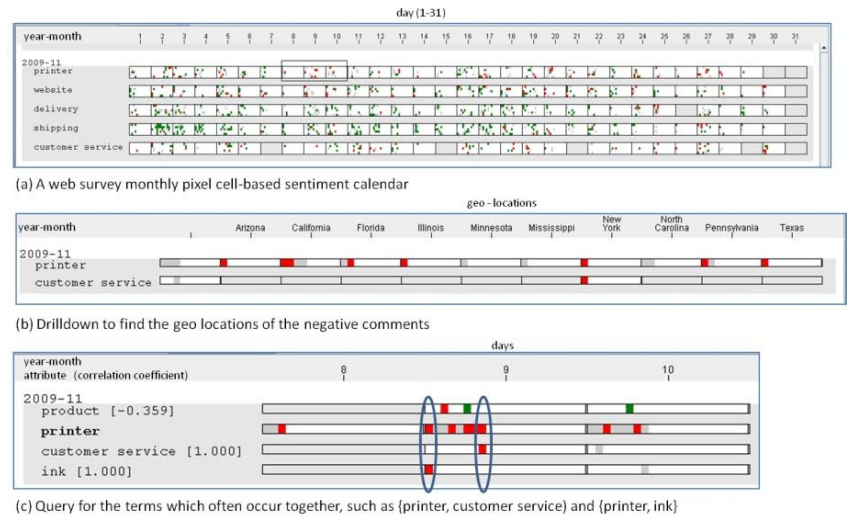 day (1-31)
year-month 1 2 3 4 5 6 7 8 9 10 11 12 13 14 15 16 17 18 19 20 21 22 23 24 25 26 27 28 29 30 31
2009-11
printer
website
delivery
shipping
customer service
(a) A web survey monthly pixel cell-based sentiment calendar
geo - locations
year-month Arizona California Florida Illinois Minnesota Mississippi New York North Carolina Pennsylvania Texas
2009-11
printer
customer service
(b) Drilldown to find the geo locations of the negative comments
days
year-month
attribute (correlation coefficient) 8 9 10
2009-11
product [-0.359]
printer
customer service [1.000]
ink [1.000]
(c) Query for the terms which often occur together, such as {printer, customer service) and {printer, ink}